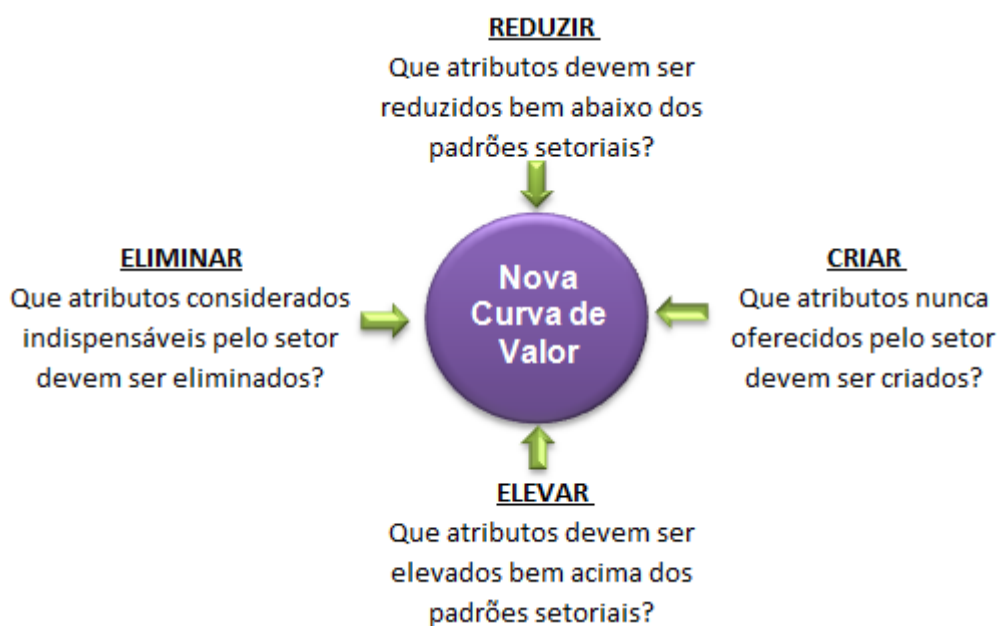 REDUZIR
Que atributos devem ser
reduzidos bem abaixo dos
padrões setoriais?
ELIMINAR
Que atributos considerados
indispensáveis pelo setor
devem ser eliminados?
Nova
Curva de
Valor
CRIAR
Que atributos nunca
oferecidos pelo setor
devem ser criados?
ELEVAR
Que atributos devem ser
elevados bem acima dos
padrões setoriais?